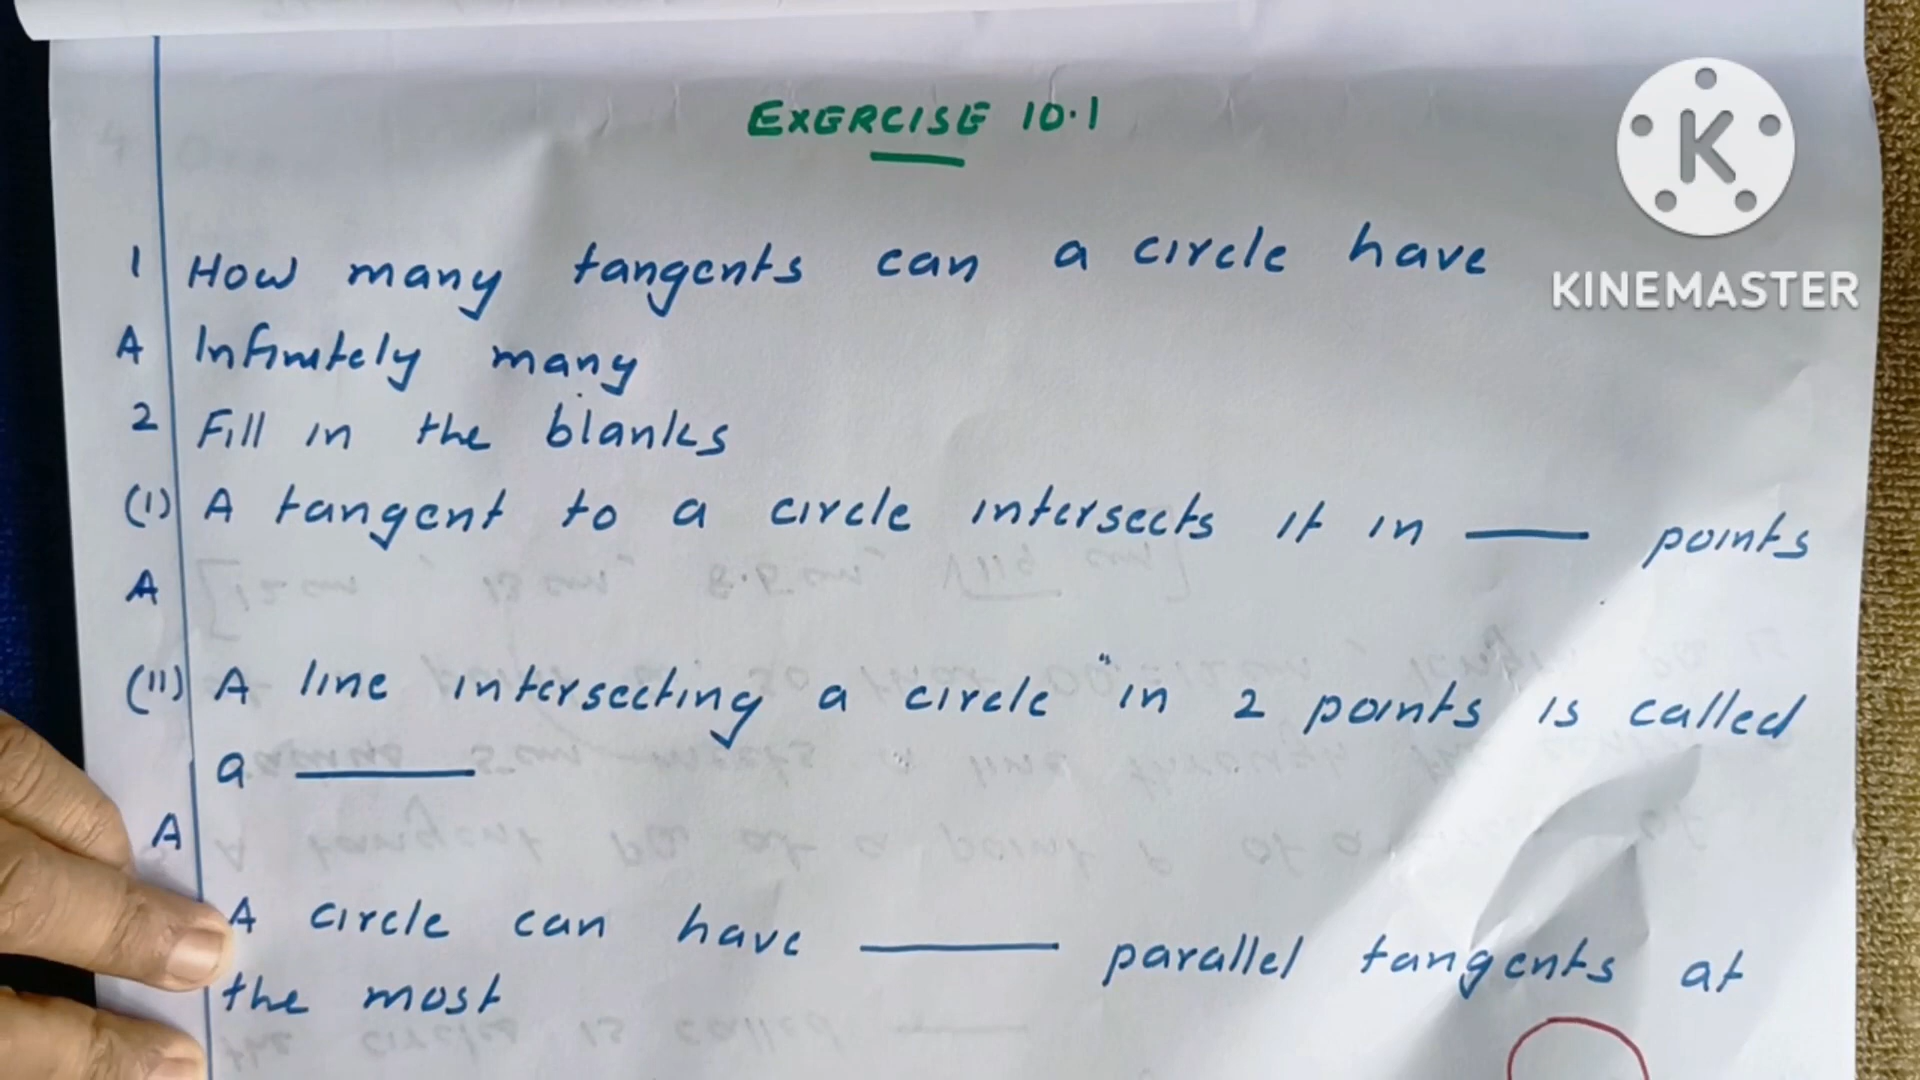 EXERCISE 10.1
K
KINEMASTER
1 How many tangents can a circle have
A Infinitely many
2 Fill in the blanks
(i) A tangent to a circle intersects it in ____ points
A
(ii) A line intersecting a circle in 2 points is called
a ____
A
A circle can have ____ parallel tangents at
the most